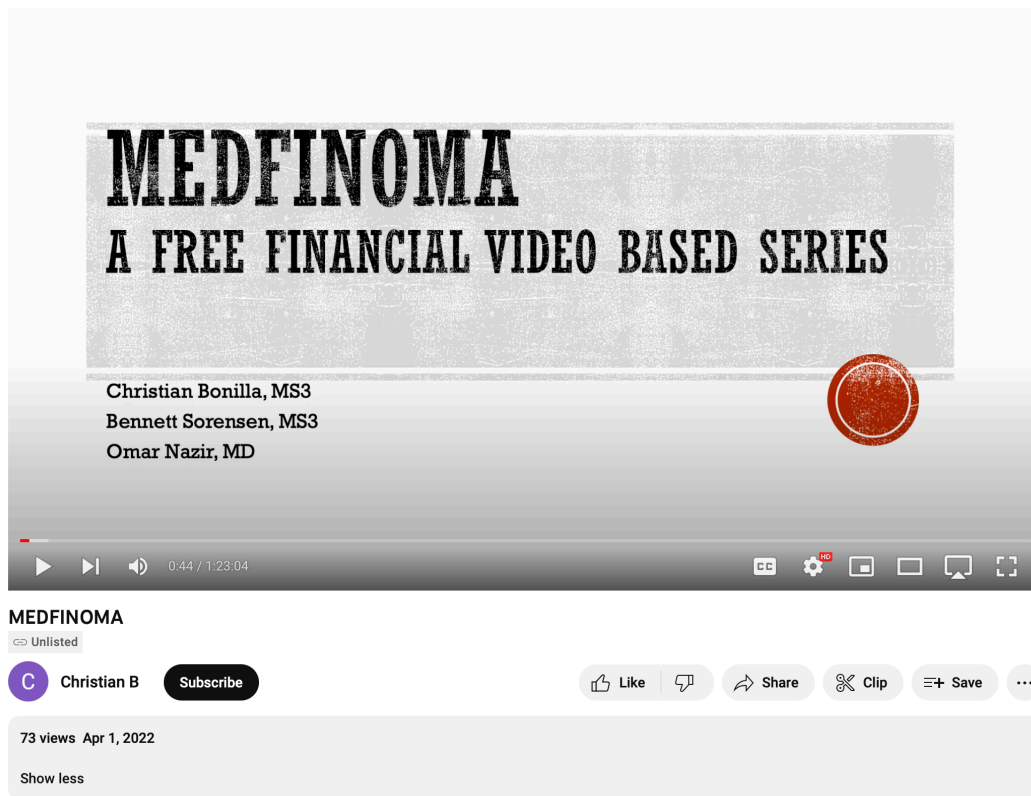 MEDFINOMA
A FREE FINANCIAL VIDEO BASED SERIES
Christian Bonilla, MS3
Bennett Sorensen, MS3
Omar Nazir, MD
0:44 / 1:23:04
CC
HD
MEDFINOMA
Unlisted
C
Christian B
Subscribe
Like
Share
Clip
Save
73 views Apr 1, 2022
Show less